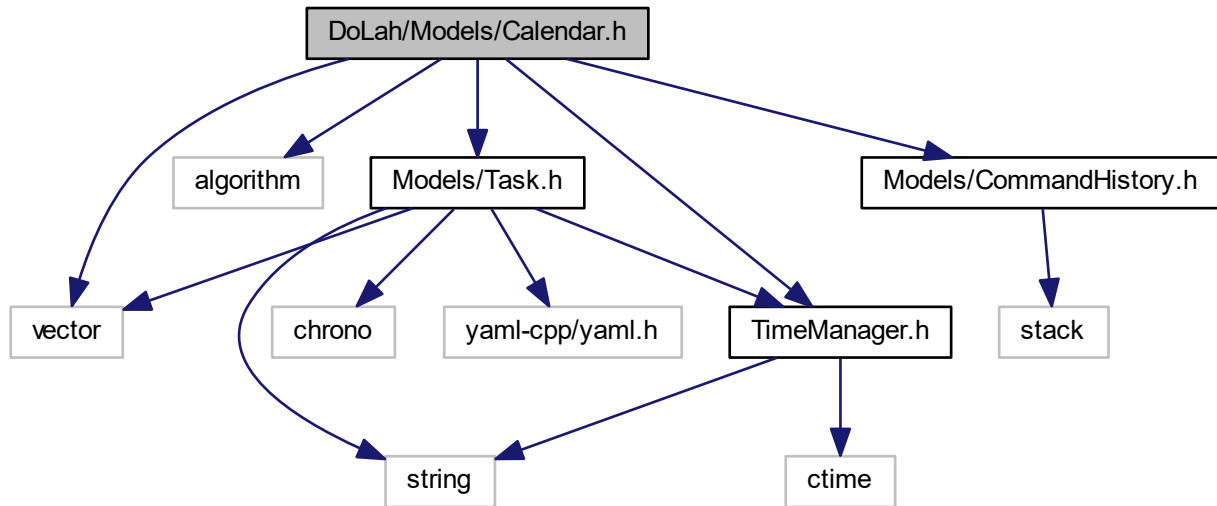 DoLah/Models/Calendar.h
algorithm
Models/Task.h
Models/CommandHistory.h
vector
chrono
yaml-cpp/yaml.h
TimeManager.h
stack
string
ctime